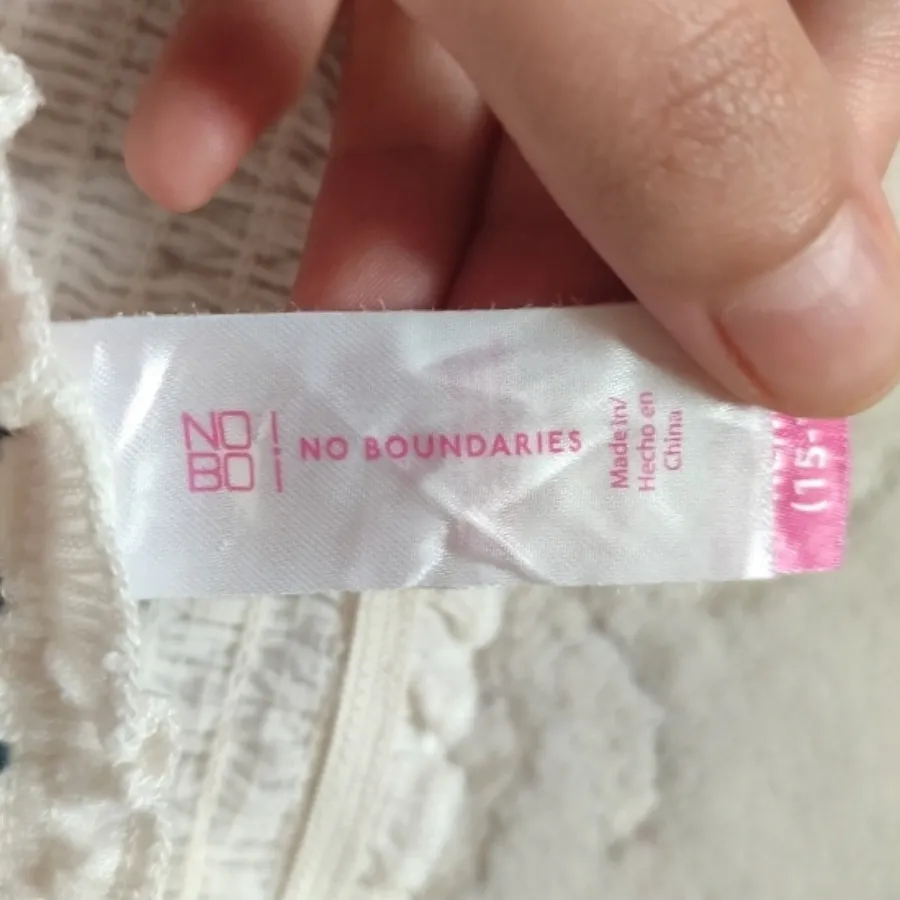 NO
BO
NO BOUNDARIES
Made in/
Hecho en
China
(15